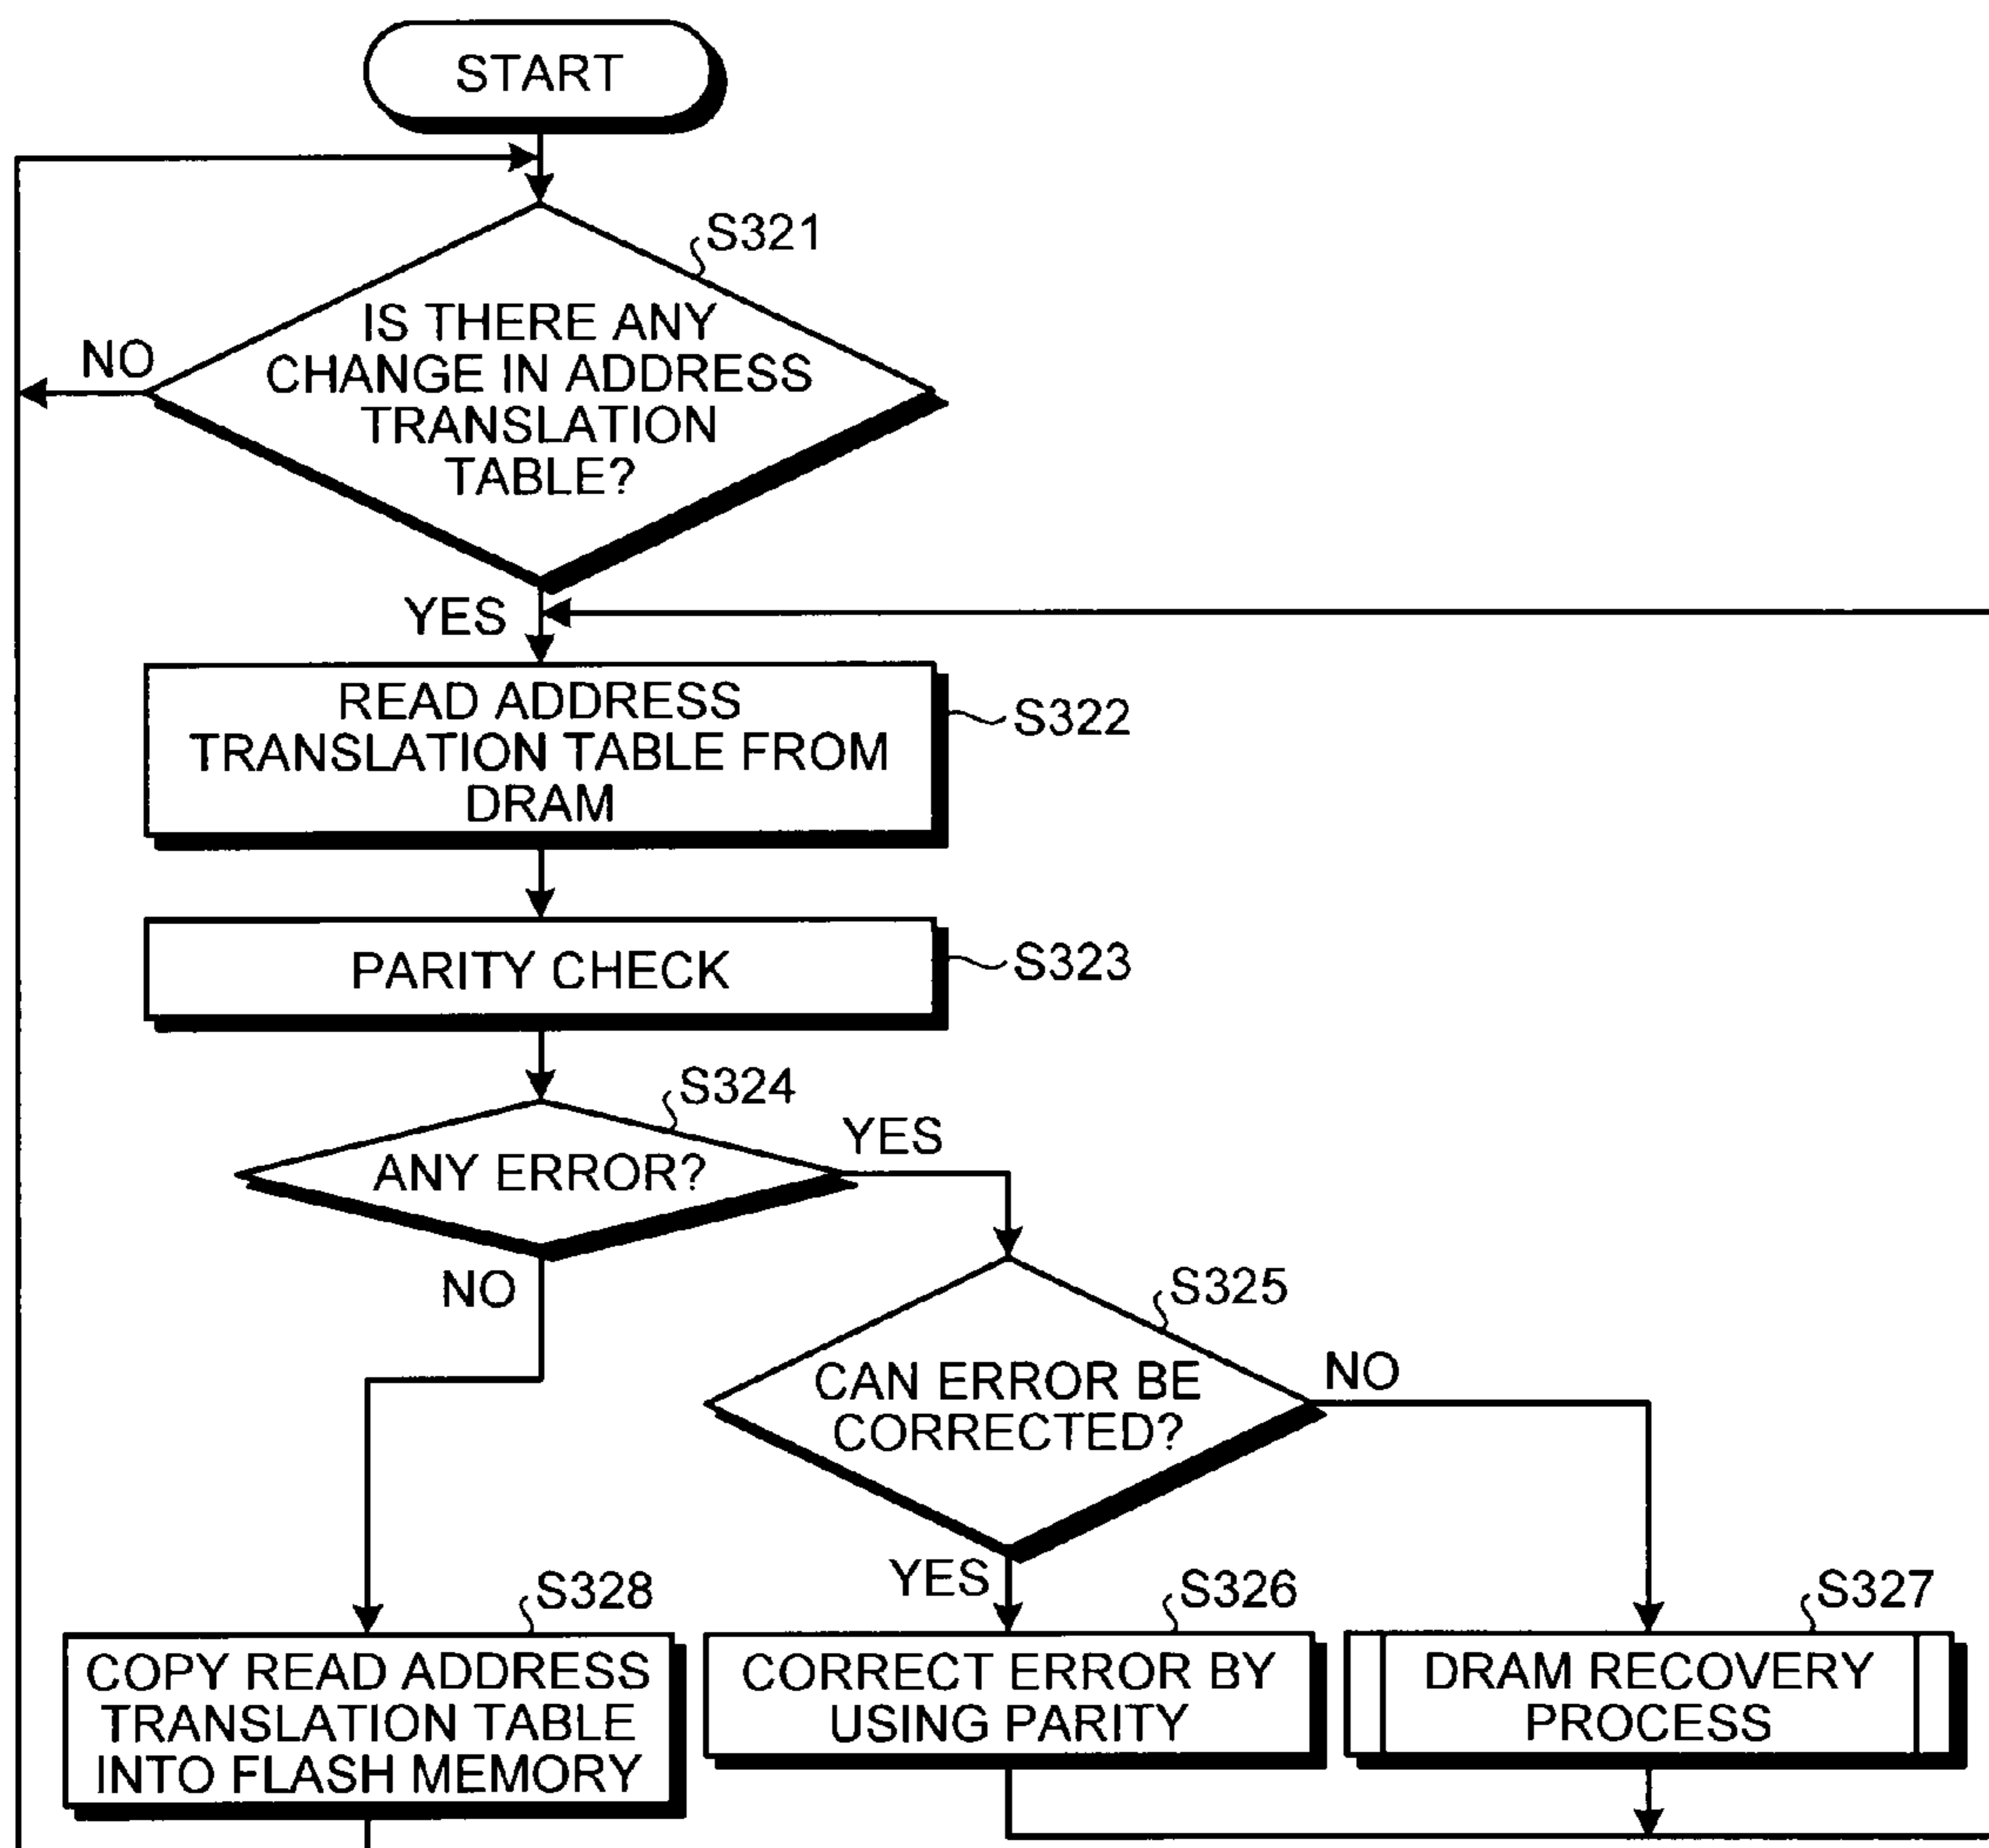 START
S321
IS THERE ANY
CHANGE IN ADDRESS
TRANSLATION
TABLE?
NO
YES
READ ADDRESS
TRANSLATION TABLE FROM
DRAM
S322
PARITY CHECK
S323
S324
ANY ERROR?
YES
NO
S325
CAN ERROR BE
CORRECTED?
NO
YES
S328
COPY READ ADDRESS
TRANSLATION TABLE
INTO FLASH MEMORY
S326
CORRECT ERROR BY
USING PARITY
S327
DRAM RECOVERY
PROCESS